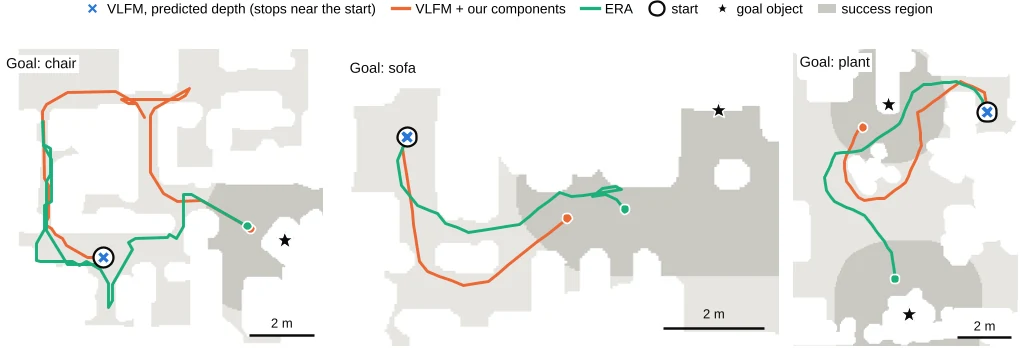 VLFM, predicted depth (stops near the start) VLFM + our components ERA start goal object success region
Goal: chair
Goal: sofa
Goal: plant
2 m
2 m
2 m